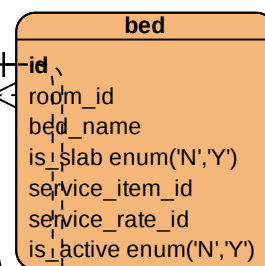 bed
id
room_id
bed_name
is_slab enum('N','Y')
service_item_id
service_rate_id
is_active enum('N','Y')